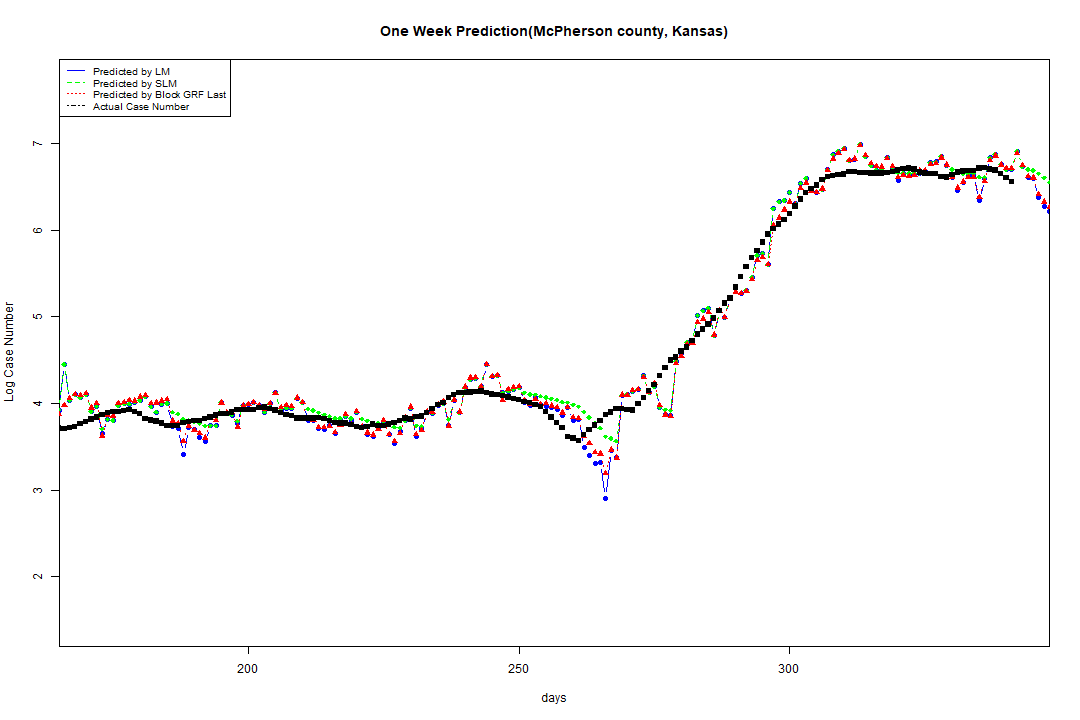 One Week Prediction(McPherson county, Kansas)
Predicted by LM
Predicted by SLM
Predicted by Block GRF Last
Actual Case Number
7
6
5
4
3
2
Log Case Number
200 250 300
days